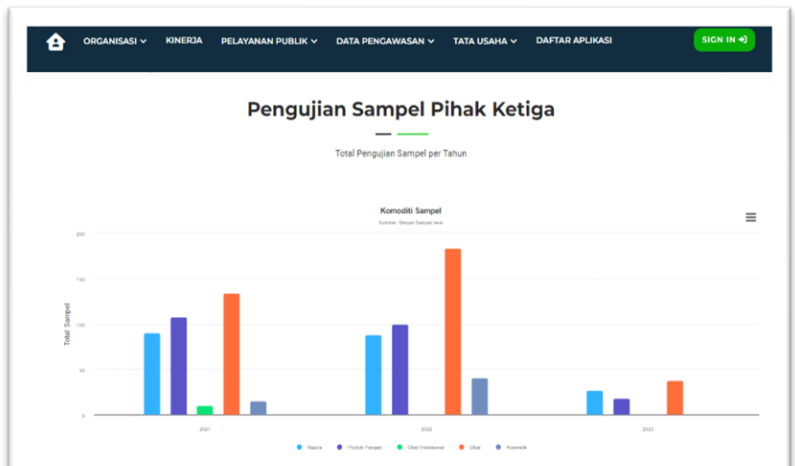 ORGANISASI KINERJA PELAYANAN PUBLIK DATA PENGAWASAN TATA USAHA DAFTAR APLIKASI SIGN IN
Pengujian Sampel Pihak Ketiga
Total Pengujian Sampel per Tahun
Komoditi Sampel
Total Sampel
200
150
100
50
0
2021 2022 2023
Napza Produk Pangan Obat Tradisional Obat Kosmetik